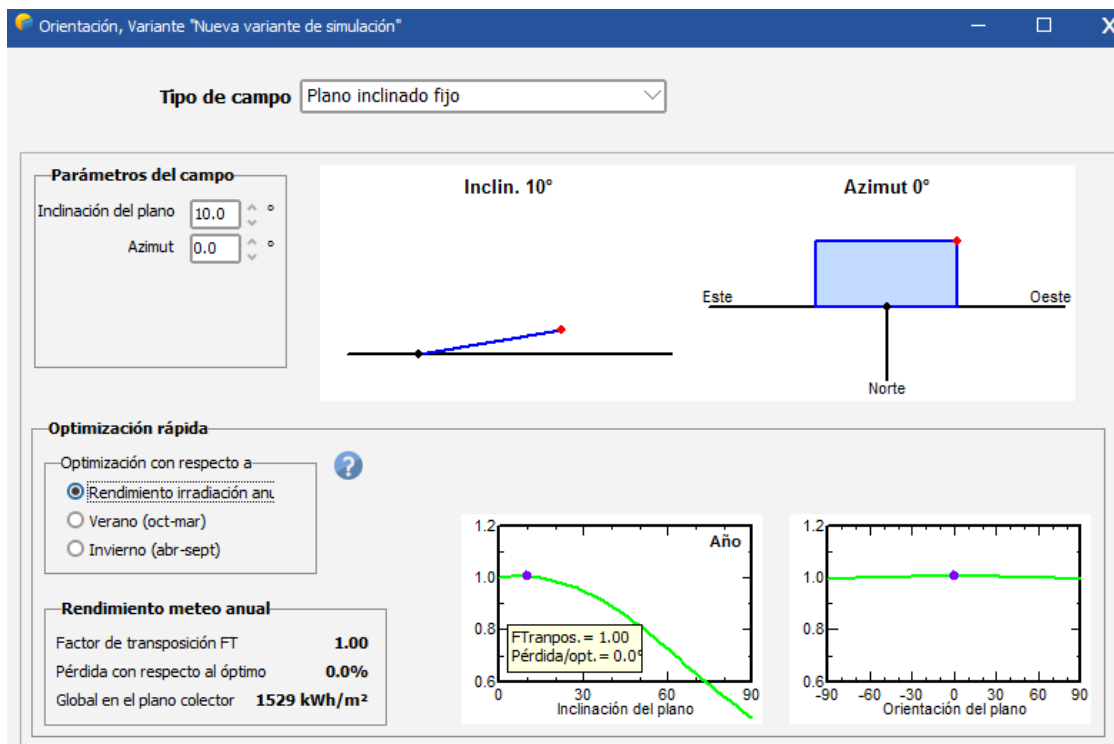 Orientación, Variante "Nueva variante de simulación"
Tipo de campo Plano inclinado fijo
Parámetros del campo
Inclinación del plano 10.0 °
Azimut 0.0 °
Inclin. 10°
Azimut 0°
Este Oeste
Norte
Optimización rápida
Optimización con respecto a
Rendimiento irradiación anu
Verano (oct-mar)
Invierno (abr-sept)
?
Rendimiento meteo anual
Factor de transposición FT 1.00
Pérdida con respecto al óptimo 0.0%
Global en el plano colector 1529 kWh/m²
1.2
Año
1.0
0.8
FTranpos.= 1.00
Pérdida/opt.= 0.0°
0.6
0 30 60 90
Inclinación del plano
1.2
1.0
0.8
0.6
-90 -60 -30 0 30 60 90
Orientación del plano